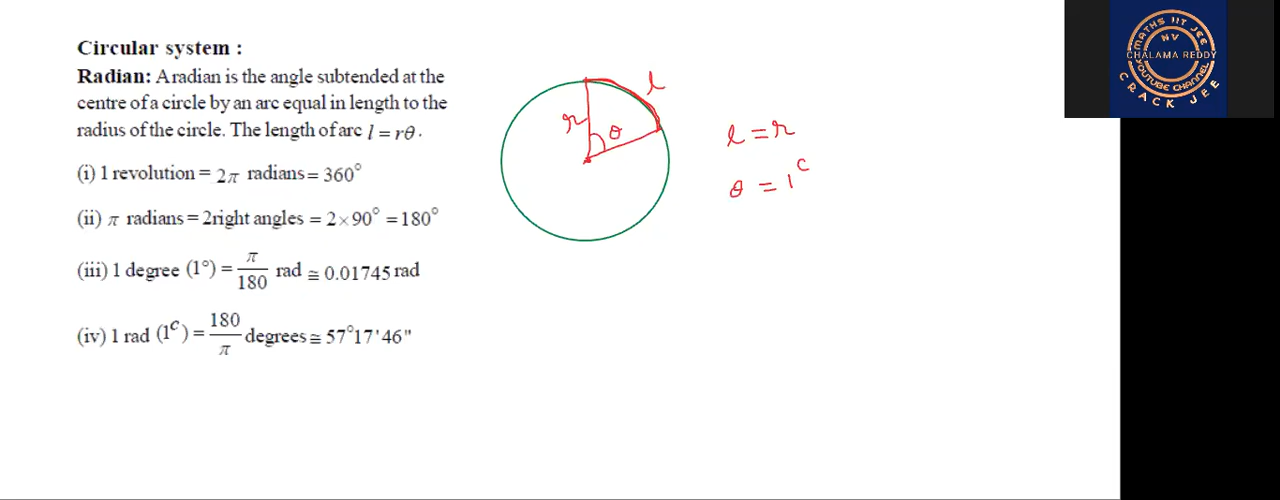 Circular system :
Radian: A radian is the angle subtended at the
centre of a circle by an arc equal in length to the
radius of the circle. The length of arc l = rθ .
(i) 1 revolution = 2π radians = 360°
(ii) π radians = 2right angles = 2×90° = 180°
(iii) 1 degree (1°) = π/180 rad ≅ 0.01745 rad
(iv) 1 rad (1ᶜ) = 180/π degrees ≅ 57°17'46"
l
r
θ
l = r
θ = 1ᶜ
MATHS IIT JEE
NV
CHALAMA REDDY
YOUTUBE CHANNEL
CRACK JEE